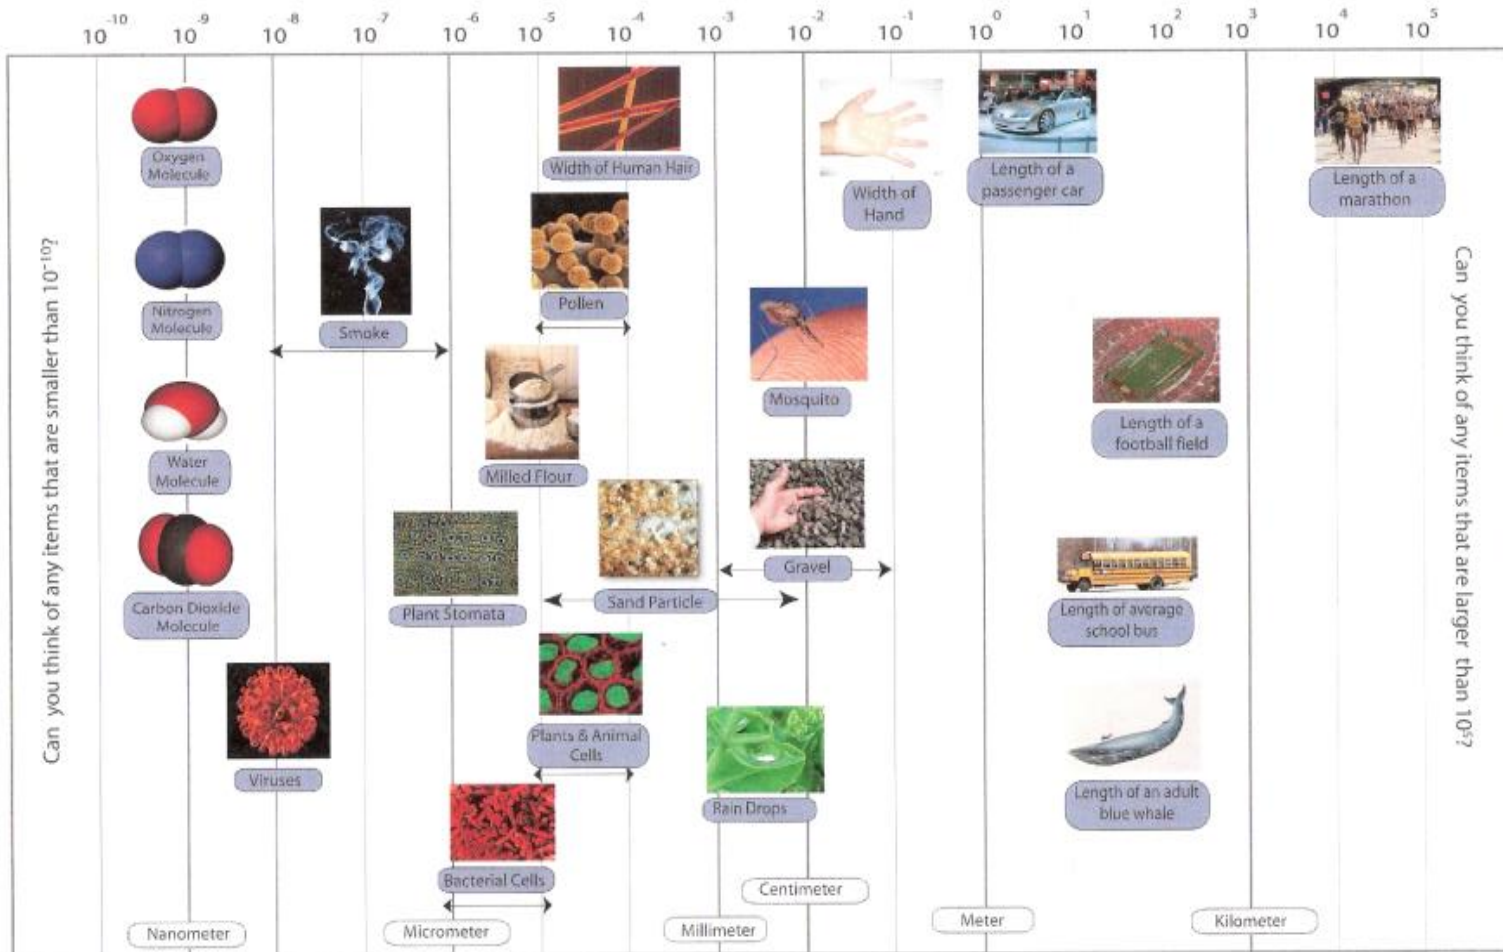 10⁻¹⁰ 10⁻⁹ 10⁻⁸ 10⁻⁷ 10⁻⁶ 10⁻⁵ 10⁻⁴ 10⁻³ 10⁻² 10⁻¹ 10⁰ 10¹ 10² 10³ 10⁴ 10⁵
Can you think of any items that are smaller than 10⁻¹⁰?
Oxygen
Molecule
Nitrogen
Molecule
Water
Molecule
Carbon Dioxide
Molecule
Viruses
Smoke
Width of Human Hair
Pollen
Milled Flour
Plant Stomata
Sand Particle
Plants & Animal
Cells
Bacterial Cells
Width of
Hand
Mosquito
Gravel
Rain Drops
Length of a
passenger car
Length of a
football field
Length of average
school bus
Length of an adult
blue whale
Length of a
marathon
Can you think of any items that are larger than 10⁵?
Nanometer
Micrometer
Millimeter
Centimeter
Meter
Kilometer